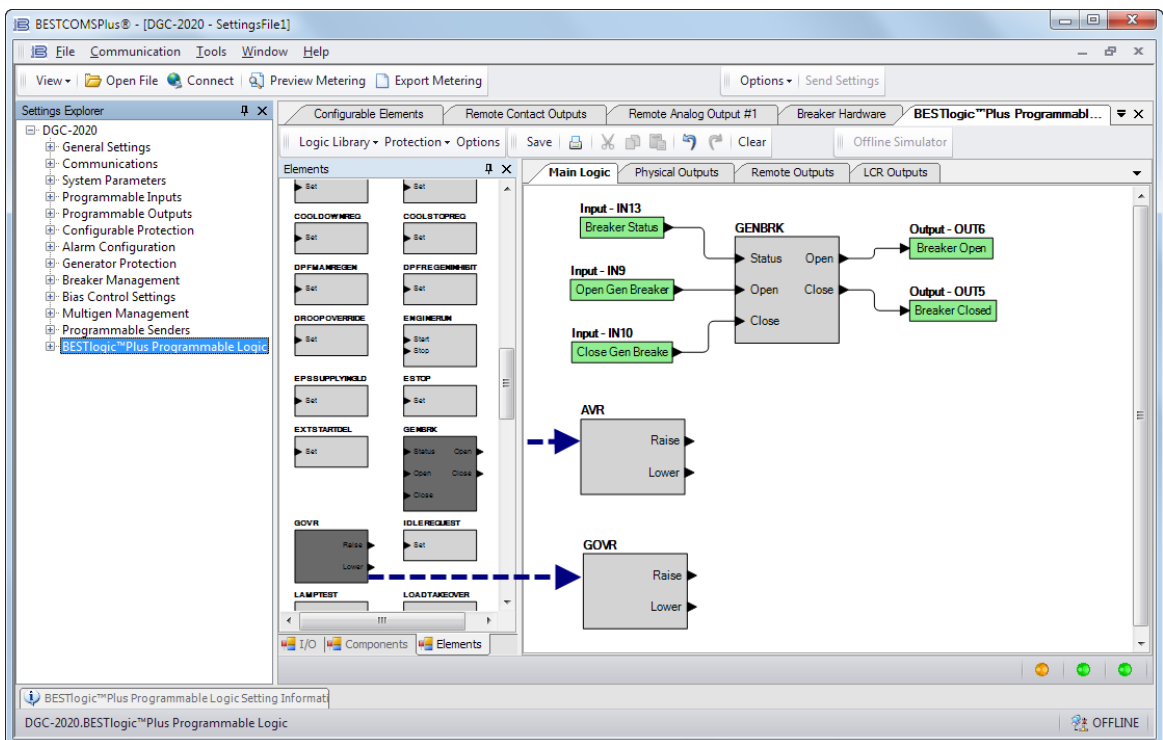 BESTCOMSPlus® - [DGC-2020 - SettingsFile1]
File Communication Tools Window Help
View Open File Connect Preview Metering Export Metering Options Send Settings
Settings Explorer
DGC-2020
General Settings
Communications
System Parameters
Programmable Inputs
Programmable Outputs
Configurable Protection
Alarm Configuration
Generator Protection
Breaker Management
Bias Control Settings
Multigen Management
Programmable Senders
BESTlogic™Plus Programmable Logic
Configurable Elements Remote Contact Outputs Remote Analog Output #1 Breaker Hardware BESTlogic™Plus Programmabl...
Logic Library Protection Options Save Clear Offline Simulator
Elements
Set Set
COOLDOWNREQ COOLSTOPREQ
Set Set
DPFMANREGEN DPFREGENINHIBIT
Set Set
DROOPOVERRIDE ENGINERUN
Set Start
Stop
EPSSUPPLYINGLD ESTOP
Set Set
EXTSTARTDEL GENBRK
Set Status Open
Open Close
Close
GOVR IDLEREQUEST
Raise Set
Lower
LAMPTEST LOADTAKEOVER
I/O Components Elements
Main Logic Physical Outputs Remote Outputs LCR Outputs
Input - IN13
Breaker Status
Input - IN9
Open Gen Breaker
Input - IN10
Close Gen Breake
GENBRK
Status Open
Open Close
Close
Output - OUT6
Breaker Open
Output - OUT5
Breaker Closed
AVR
Raise
Lower
GOVR
Raise
Lower
BESTlogic™Plus Programmable Logic Setting Informati
DGC-2020.BESTlogic™Plus Programmable Logic OFFLINE